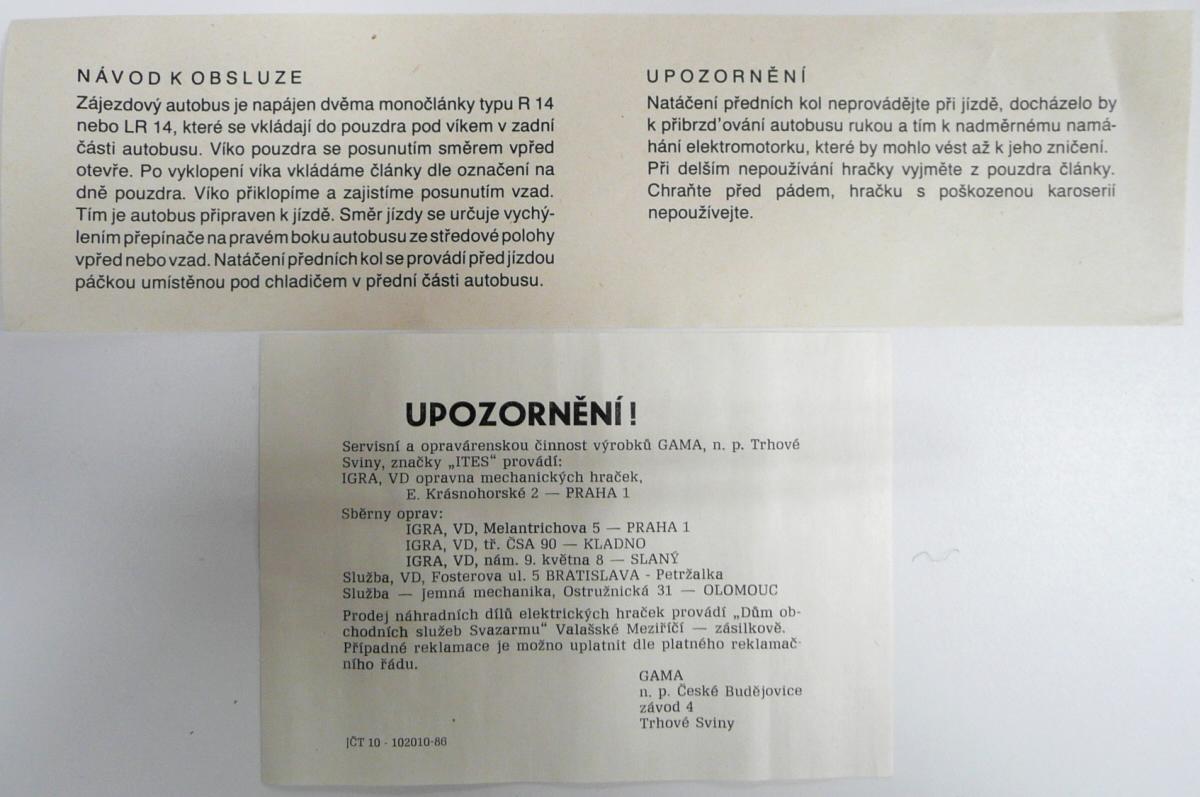 NÁVOD K OBSLUZE
Zájezdový autobus je napájen dvěma monočlánky typu R 14
nebo LR 14, které se vkládají do pouzdra pod víkem v zadní
části autobusu. Víko pouzdra se posunutím směrem vpřed
otevře. Po vyklopení víka vkládáme články dle označení na
dně pouzdra. Víko přiklopíme a zajistíme posunutím vzad.
Tím je autobus připraven k jízdě. Směr jízdy se určuje vychý-
lením přepínače na pravém boku autobusu ze středové polohy
vpřed nebo vzad. Natáčení předních kol se provádí před jízdou
páčkou umístěnou pod chladičem v přední části autobusu.
UPOZORNĚNÍ
Natáčení předních kol neprovádějte při jízdě, docházelo by
k přibrzd'ování autobusu rukou a tím k nadměrnému namá-
hání elektromotorku, které by mohlo vést až k jeho zničení.
Při delším nepoužívání hračky vyjměte z pouzdra články.
Chraňte před pádem, hračku s poškozenou karoserií
nepoužívejte.
UPOZORNĚNÍ!
Servisní a opravárenskou činnost výrobků GAMA, n. p. Trhové
Sviny, značky „ITES“ provádí:
IGRA, VD opravna mechanických hraček,
E. Krásnohorské 2 — PRAHA 1
Sběrny oprav:
IGRA, VD, Melantrichova 5 — PRAHA 1
IGRA, VD, tř. ČSA 90 — KLADNO
IGRA, VD, nám. 9. května 8 — SLANÝ
Služba, VD, Fosterova ul. 5 BRATISLAVA - Petržalka
Služba — Jemná mechanika, Ostružnická 31 — OLOMOUC
Prodej náhradních dílů elektrických hraček provádí „Dům ob-
chodních služeb Svazarmu“ Valašské Meziříčí — zásilkově.
Případné reklamace je možno uplatnit dle platného reklamač-
ního řádu.
GAMA
n. p. České Budějovice
závod 4
Trhové Sviny
JČT 10 - 102010-86